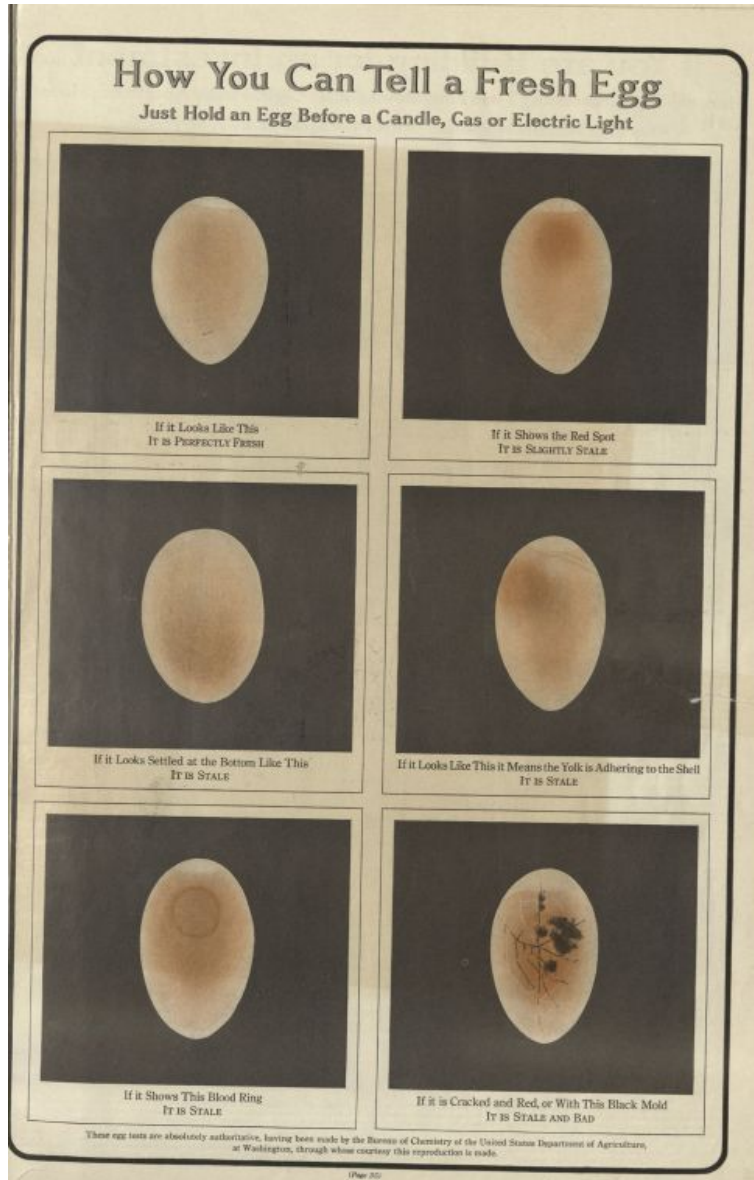 How You Can Tell a Fresh Egg
Just Hold an Egg Before a Candle, Gas or Electric Light
If it Looks Like This
IT IS PERFECTLY FRESH
If it Shows the Red Spot
IT IS SLIGHTLY STALE
If it Looks Settled at the Bottom Like This
IT IS STALE
If it Looks Like This it Means the Yolk is Adhering to the Shell
IT IS STALE
If it Shows This Blood Ring
IT IS STALE
If it is Cracked and Red, or With This Black Mold
IT IS STALE AND BAD
These egg tests are absolutely authoritative, having been made by the Bureau of Chemistry of the United States Department of Agriculture,
at Washington, through whose courtesy this reproduction is made.
(Page